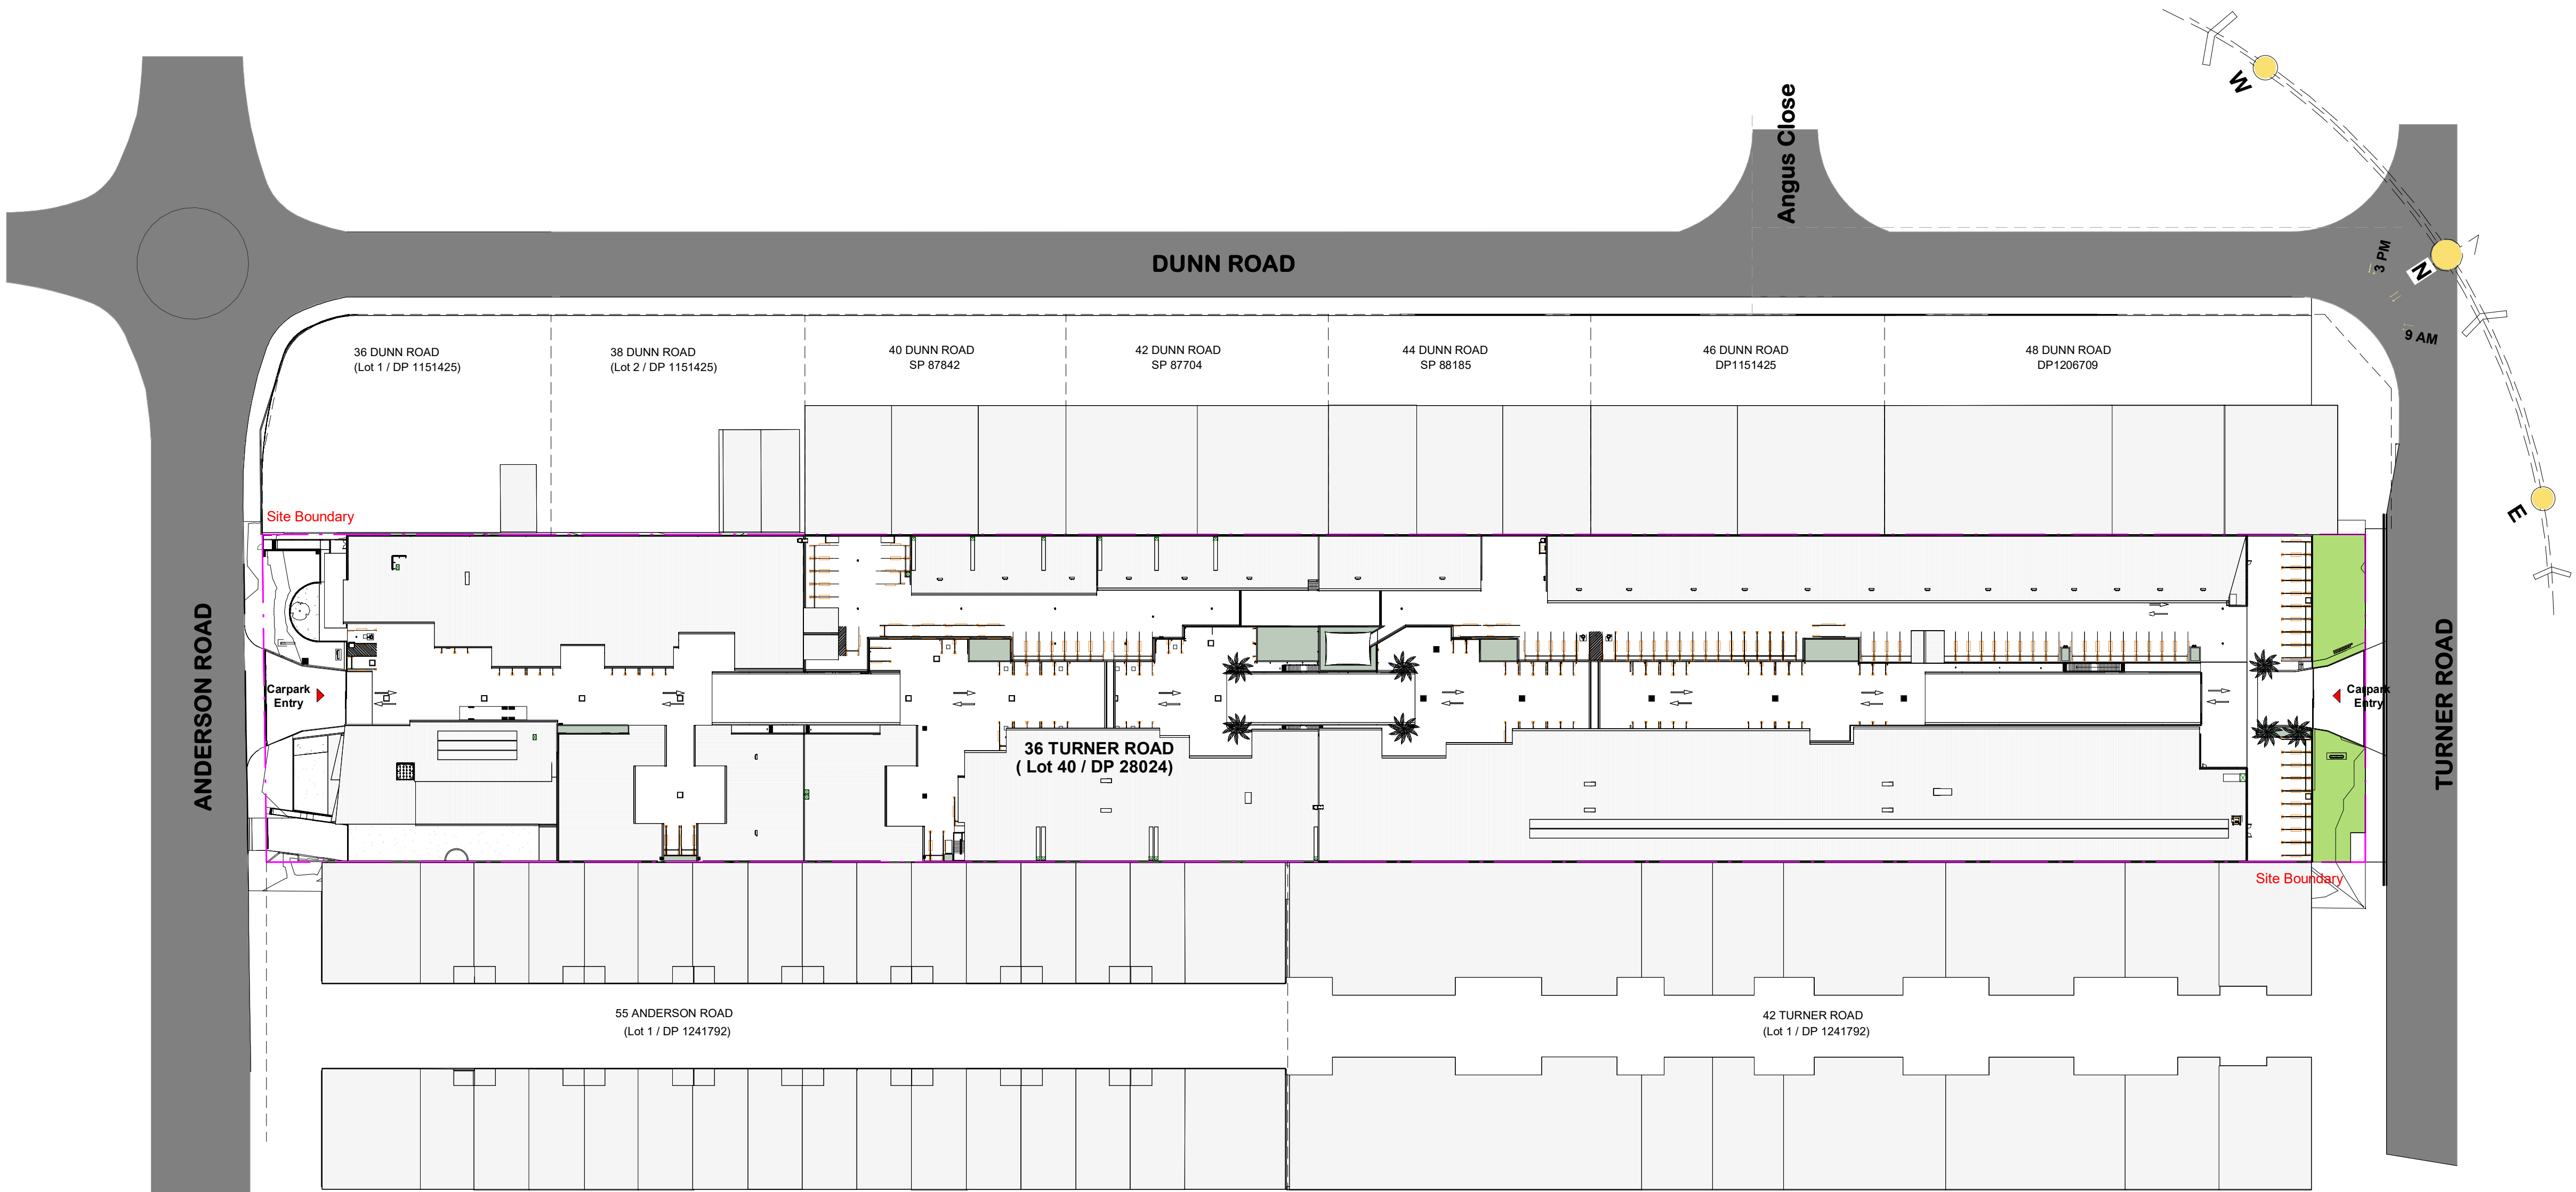 W
Angus Close
DUNN ROAD
3 PM
N
9 AM
36 DUNN ROAD
(Lot 1 / DP 1151425)
38 DUNN ROAD
(Lot 2 / DP 1151425)
40 DUNN ROAD
SP 87842
42 DUNN ROAD
SP 87704
44 DUNN ROAD
SP 88185
46 DUNN ROAD
DP1151425
48 DUNN ROAD
DP1206709
E
Site Boundary
ANDERSON ROAD
Carpark
Entry
36 TURNER ROAD
( Lot 40 / DP 28024)
Carpark
Entry
TURNER ROAD
Site Boundary
55 ANDERSON ROAD
(Lot 1 / DP 1241792)
42 TURNER ROAD
(Lot 1 / DP 1241792)